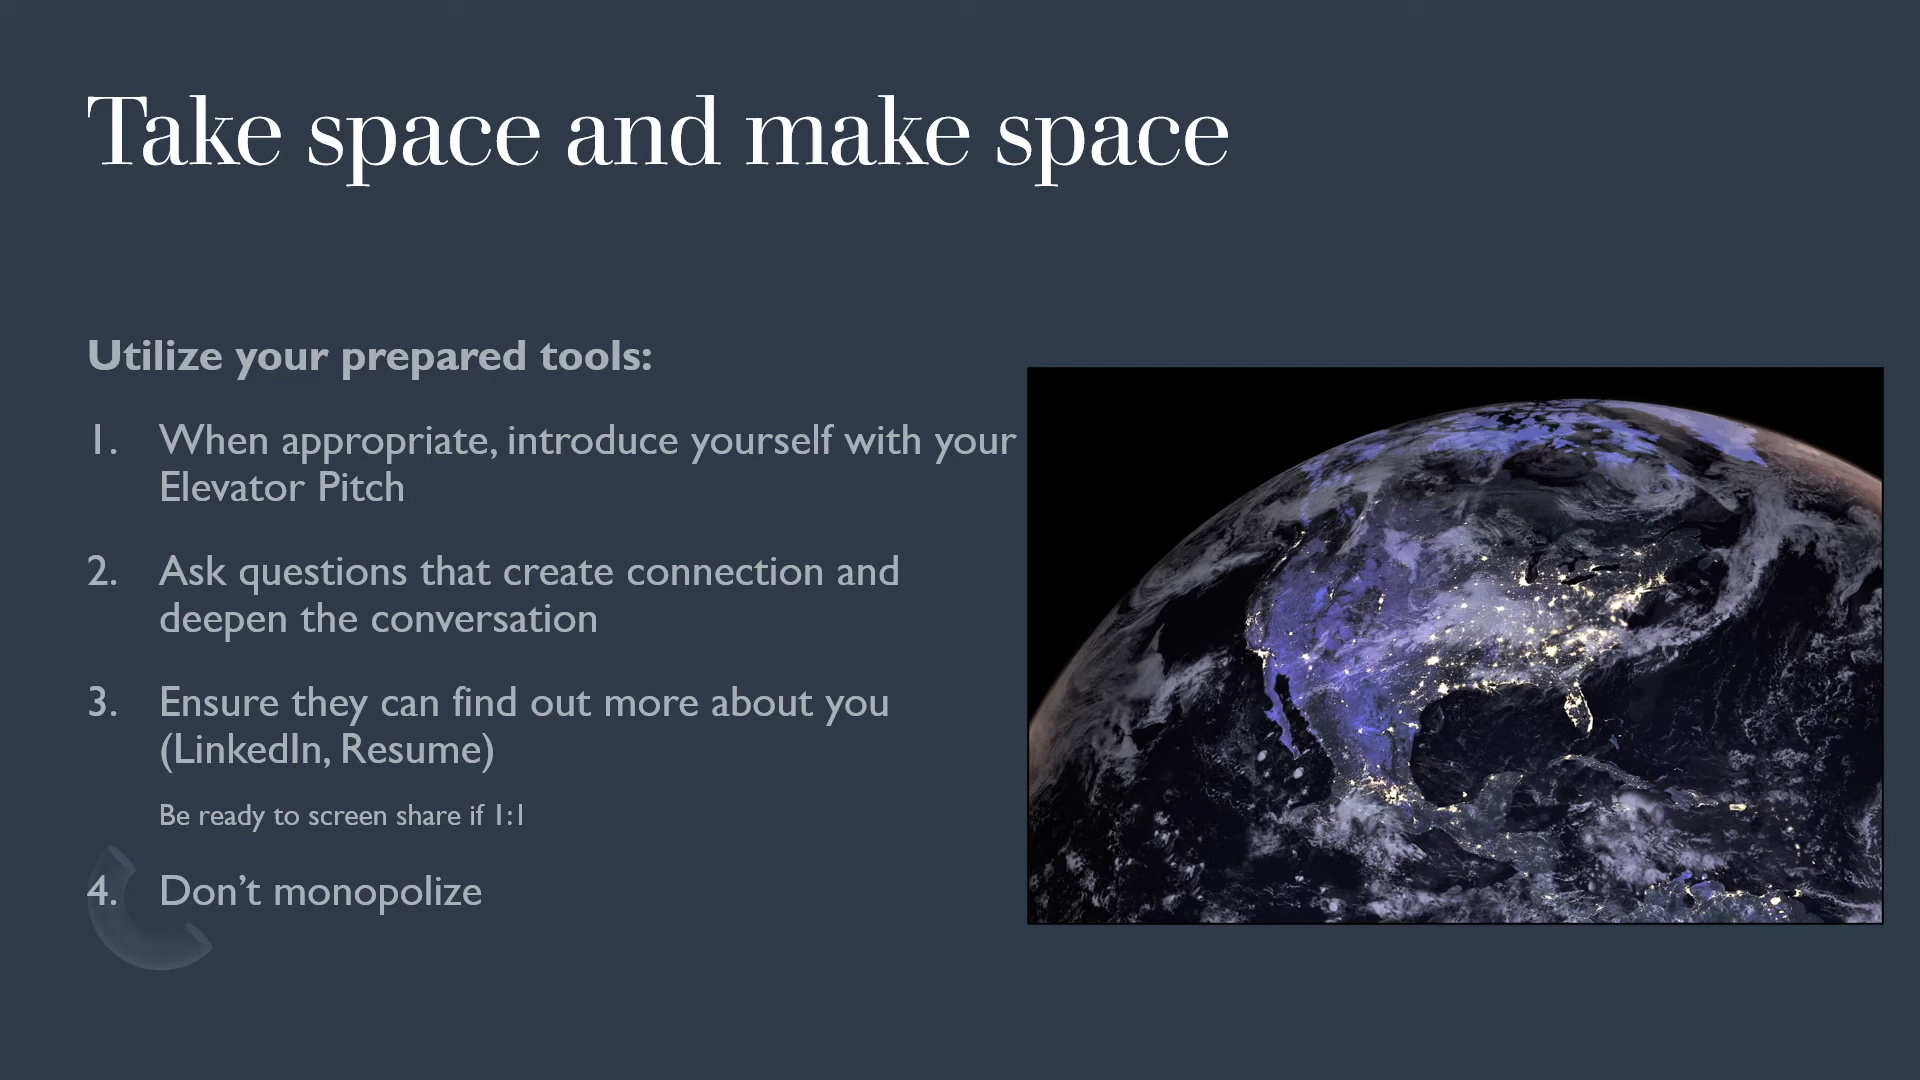 Take space and make space
Utilize your prepared tools:
1. When appropriate, introduce yourself with your
Elevator Pitch
2. Ask questions that create connection and
deepen the conversation
3. Ensure they can find out more about you
(LinkedIn, Resume)
Be ready to screen share if 1:1
4. Don’t monopolize